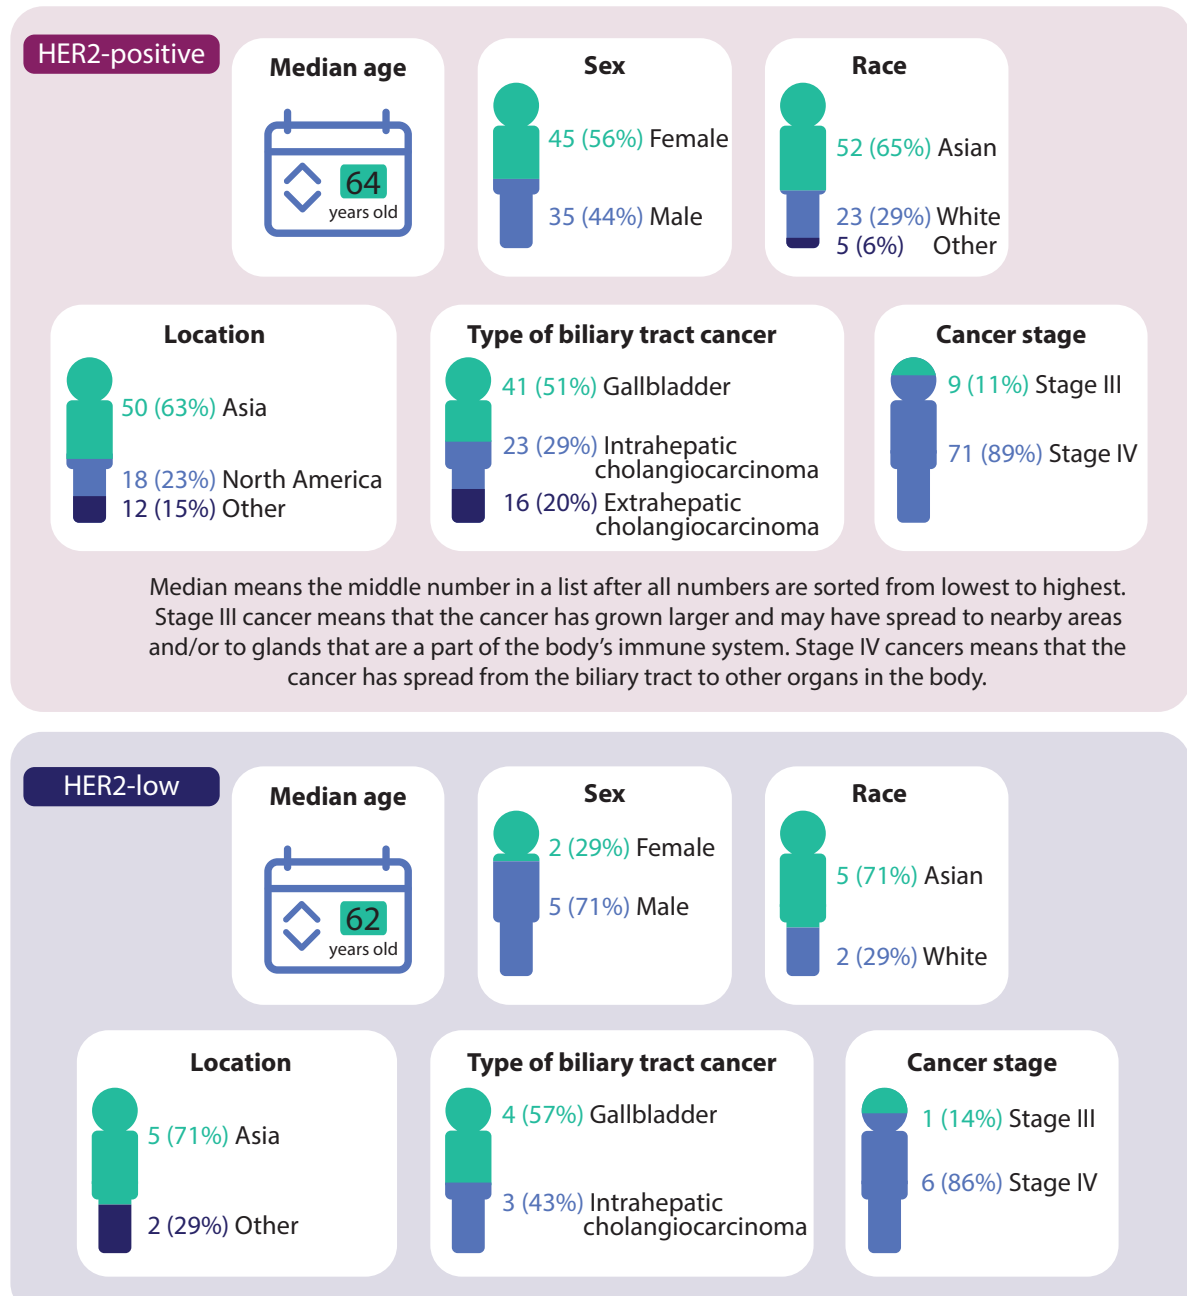 HER2-positive
Median age
64
years old
Sex
45 (56%) Female
35 (44%) Male
Race
52 (65%) Asian
23 (29%) White
5 (6%) Other
Location
50 (63%) Asia
18 (23%) North America
12 (15%) Other
Type of biliary tract cancer
41 (51%) Gallbladder
23 (29%) Intrahepatic
cholangiocarcinoma
16 (20%) Extrahepatic
cholangiocarcinoma
Cancer stage
9 (11%) Stage III
71 (89%) Stage IV
Median means the middle number in a list after all numbers are sorted from lowest to highest.
Stage III cancer means that the cancer has grown larger and may have spread to nearby areas
and/or to glands that are a part of the body’s immune system. Stage IV cancers means that the
cancer has spread from the biliary tract to other organs in the body.
HER2-low
Median age
62
years old
Sex
2 (29%) Female
5 (71%) Male
Race
5 (71%) Asian
2 (29%) White
Location
5 (71%) Asia
2 (29%) Other
Type of biliary tract cancer
4 (57%) Gallbladder
3 (43%) Intrahepatic
cholangiocarcinoma
Cancer stage
1 (14%) Stage III
6 (86%) Stage IV